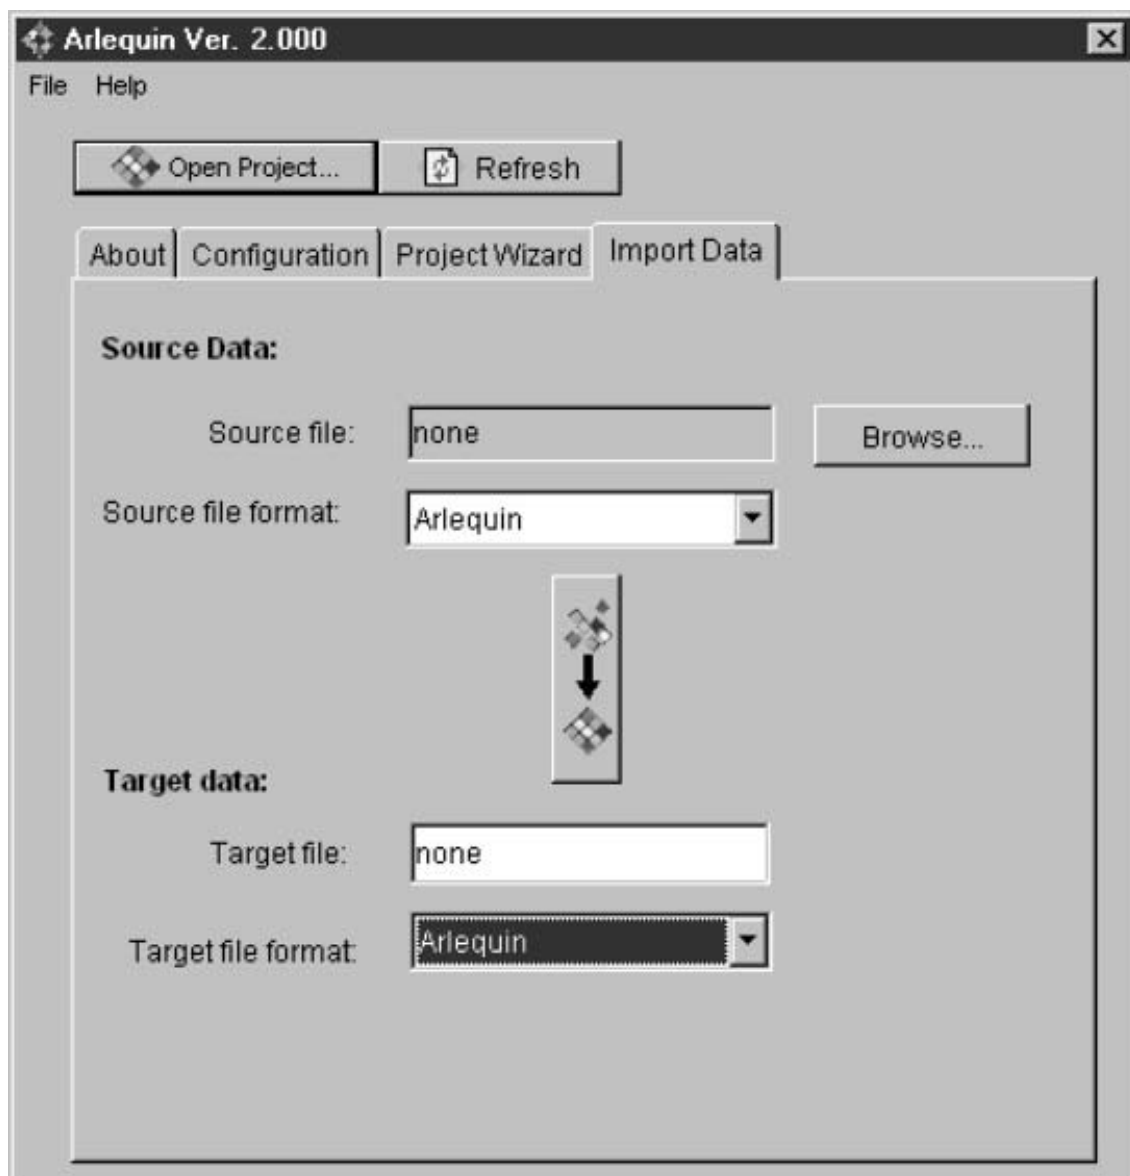 Arlequin Ver. 2.000
File Help
Open Project... Refresh
About Configuration Project Wizard Import Data
Source Data:
Source file: none Browse...
Source file format: Arlequin
Target data:
Target file: none
Target file format: Arlequin